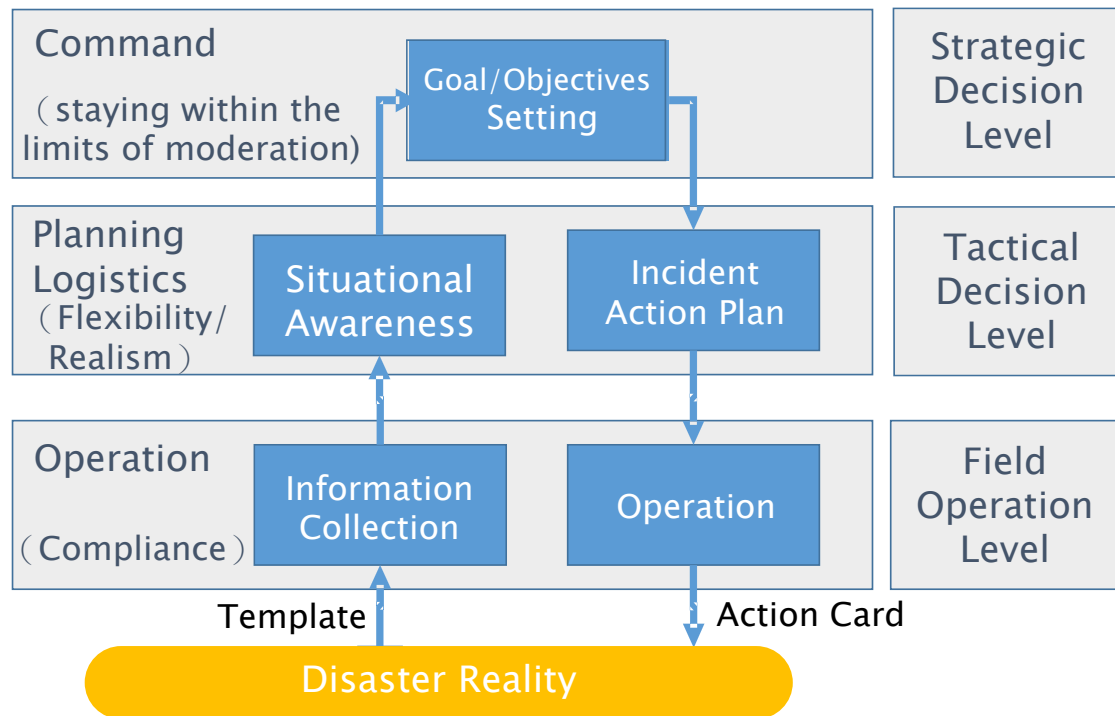 Command
（staying within the
limits of moderation)
Goal/Objectives
Setting
Strategic
Decision
Level
Planning
Logistics
（Flexibility/
Realism）
Situational
Awareness
Incident
Action Plan
Tactical
Decision
Level
Operation
（Compliance）
Information
Collection
Operation
Field
Operation
Level
Template
Action Card
Disaster Reality